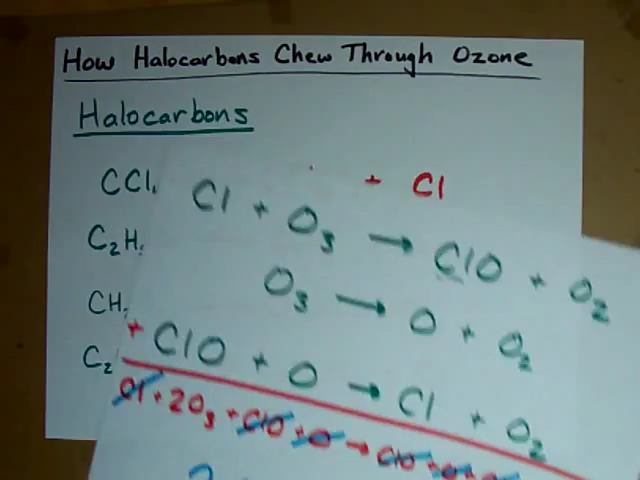 How Halocarbons Chew Through Ozone
Halocarbons
CCl
+ Cl
C₂H
CH
C₂
Cl + O₃ → ClO + O₂
O₃ → O + O₂
+ ClO + O → Cl + O₂
Cl + 2O₃ + ClO + O → ClO + O +